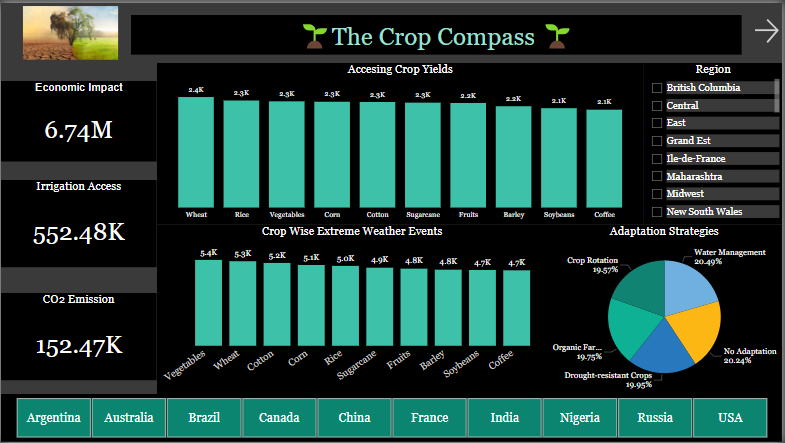 The Crop Compass
Economic Impact
6.74M
Irrigation Access
552.48K
CO2 Emission
152.47K
Accesing Crop Yields
2.4K 2.3K 2.3K 2.3K 2.3K 2.3K 2.2K 2.2K 2.1K 2.1K
Wheat Rice Vegetables Corn Cotton Sugarcane Fruits Barley Soybeans Coffee
Region
British Columbia
Central
East
Grand Est
Ile-de-France
Maharashtra
Midwest
New South Wales
Crop Wise Extreme Weather Events
5.4K 5.3K 5.2K 5.1K 5.0K 4.9K 4.8K 4.8K 4.7K 4.7K
Vegetables Wheat Cotton Corn Rice Sugarcane Fruits Barley Soybeans Coffee
Adaptation Strategies
Water Management
20.49%
Crop Rotation
19.57%
Organic Far...
19.75%
No Adaptation
20.24%
Drought-resistant Crops
19.95%
Argentina Australia Brazil Canada China France India Nigeria Russia USA